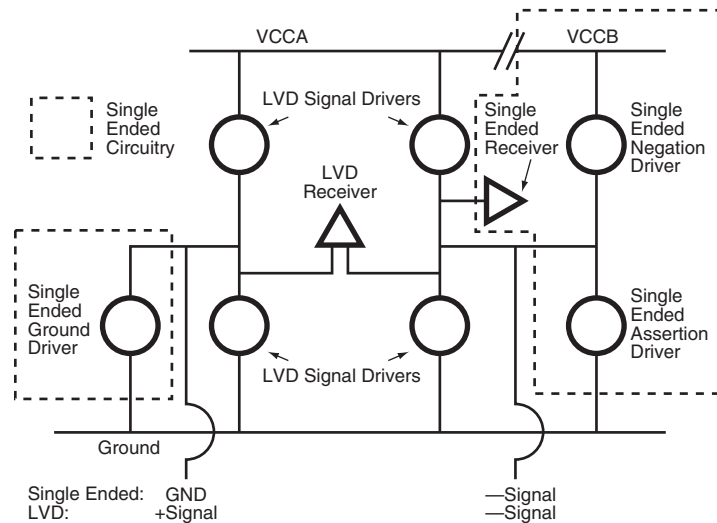 VCCA
VCCB
Single
Ended
Circuitry
LVD Signal Drivers
Single
Ended
Receiver
Single
Ended
Negation
Driver
LVD
Receiver
Single
Ended
Ground
Driver
Single
Ended
Assertion
Driver
LVD Signal Drivers
Ground
Single Ended: GND —Signal
LVD: +Signal —Signal